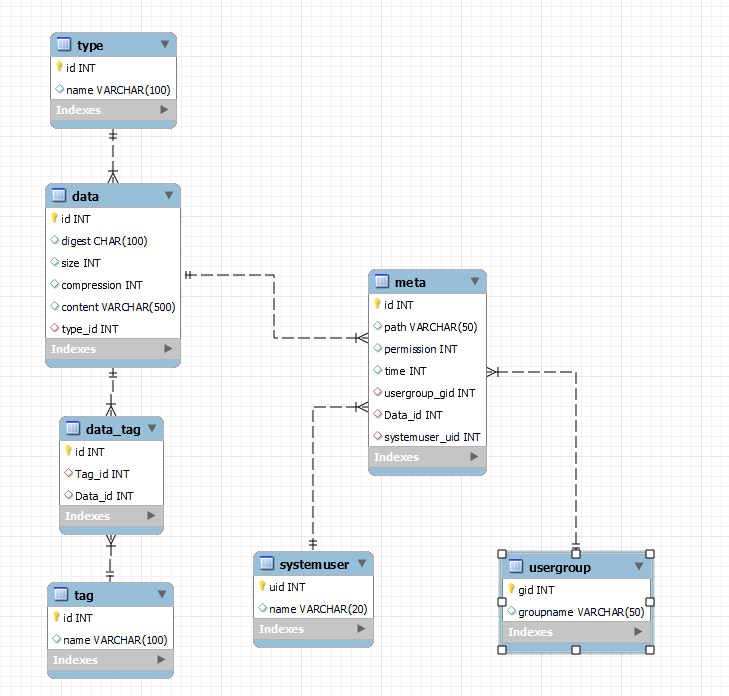 type
id INT
name VARCHAR(100)
Indexes
data
id INT
digest CHAR(100)
size INT
compression INT
content VARCHAR(500)
type_id INT
Indexes
data_tag
id INT
Tag_id INT
Data_id INT
Indexes
tag
id INT
name VARCHAR(100)
Indexes
meta
id INT
path VARCHAR(50)
permission INT
time INT
usergroup_gid INT
Data_id INT
systemuser_uid INT
Indexes
systemuser
uid INT
name VARCHAR(20)
Indexes
usergroup
gid INT
groupname VARCHAR(50)
Indexes